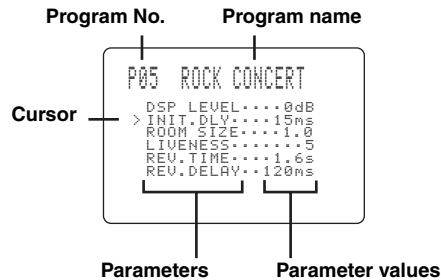 Program No. Program name
P05 ROCK CONCERT
DSP LEVEL····0dB
Cursor > INIT.DLY····15ms
ROOM SIZE····1.0
LIVENESS······5
REV.TIME····1.6s
REV.DELAY··120ms
Parameters Parameter values